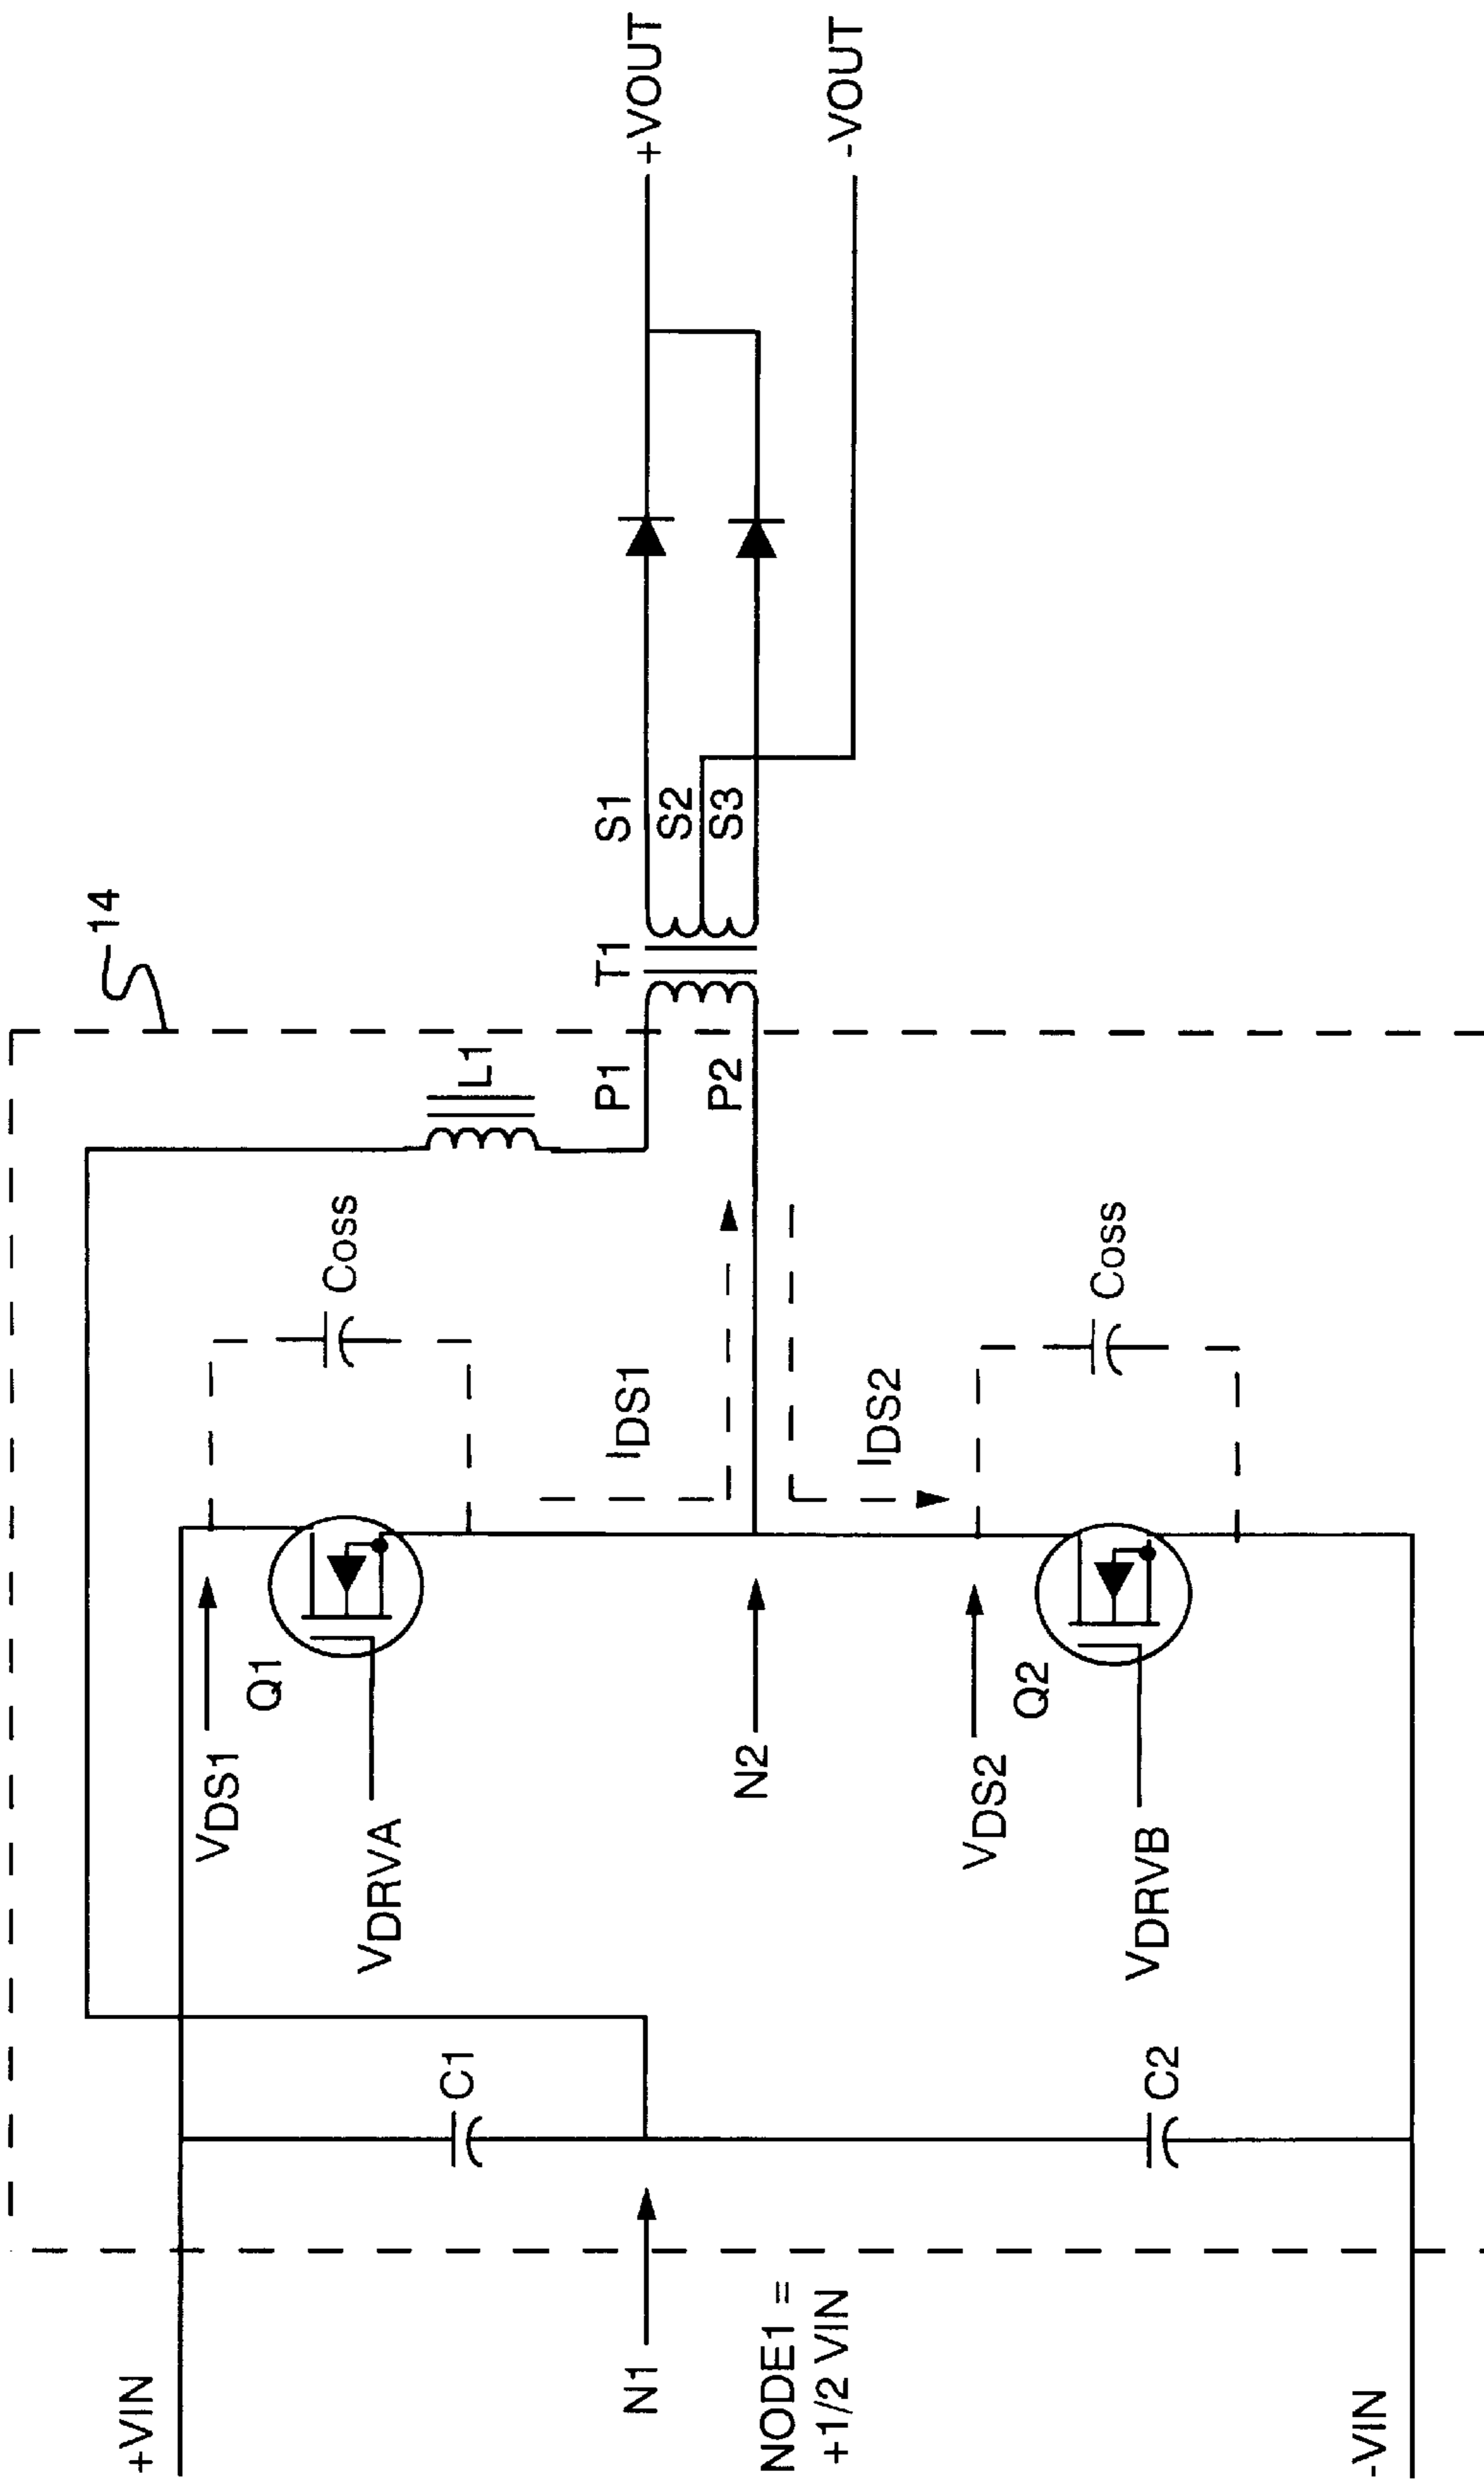 14
+VIN
VDS1
Q1
Coss
L1
VDRVA
C1
IDS1
P1
T1
S1
+VOUT
N1
S2
NODE1 =
+1/2 VIN
N2
P2
S3
-VOUT
IDS2
VDS2
Q2
Coss
VDRVB
C2
-VIN